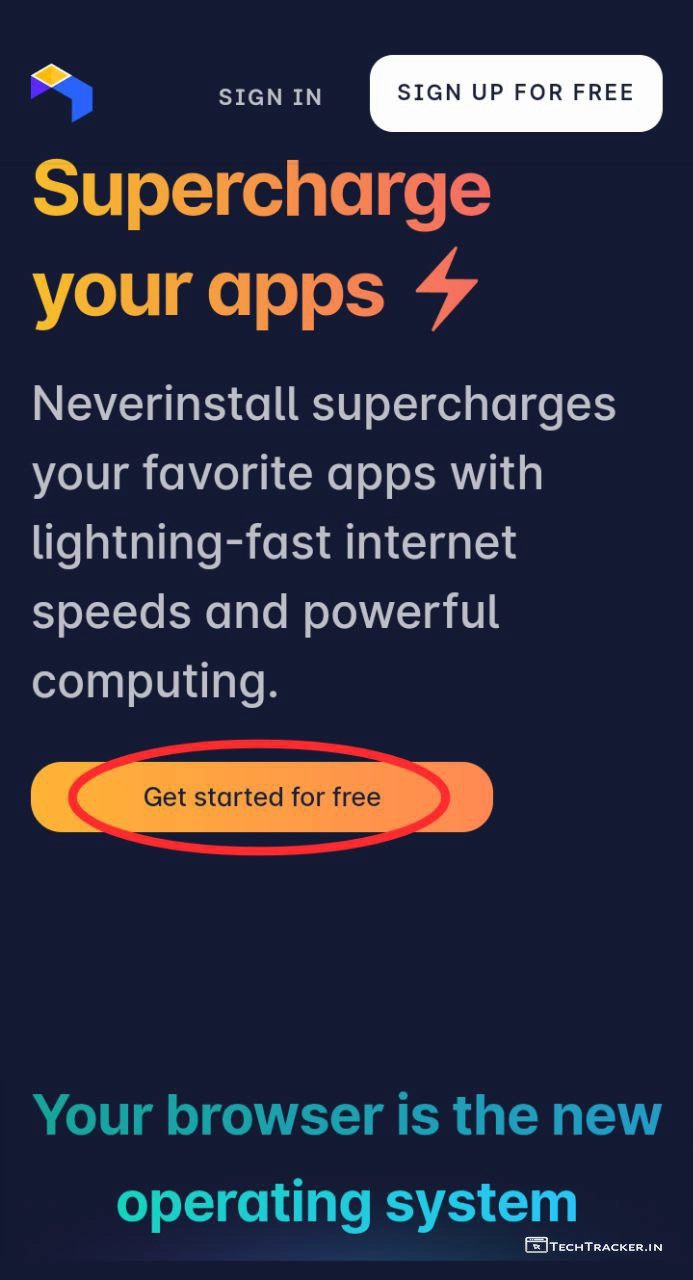 SIGN IN
SIGN UP FOR FREE
Supercharge
your apps ⚡
Neverinstall supercharges
your favorite apps with
lightning-fast internet
speeds and powerful
computing.
Get started for free
Your browser is the new
operating system
TECHTRACKER.IN